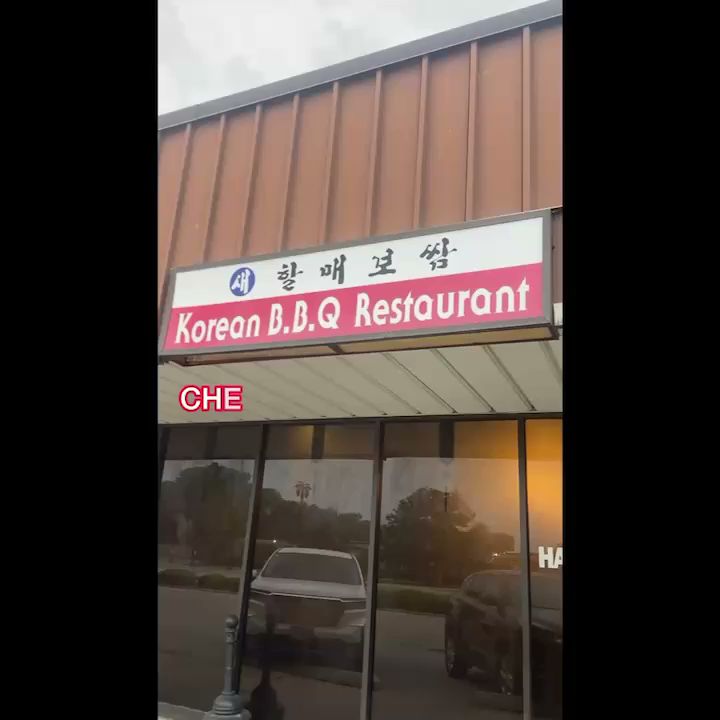 새 할매보쌈
Korean B.B.Q Restaurant
CHE
HA